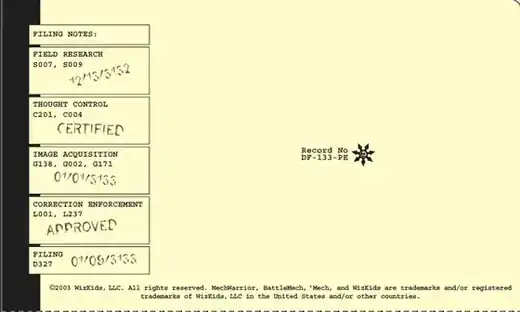 FILING NOTES:
FIELD RESEARCH
S007, S009
12/13/3132
THOUGHT CONTROL
C201, C004
CERTIFIED
IMAGE ACQUISITION
G138, G002, G171
01/01/3133
CORRECTION ENFORCEMENT
L001, L237
APPROVED
FILING
D327
01/09/3133
Record No
DF-133-PE
©2003 WizKids, LLC. All rights reserved. MechWarrior, BattleMech, 'Mech, and WizKids are trademarks and/or registered
trademarks of WizKids, LLC in the United States and/or other countries.